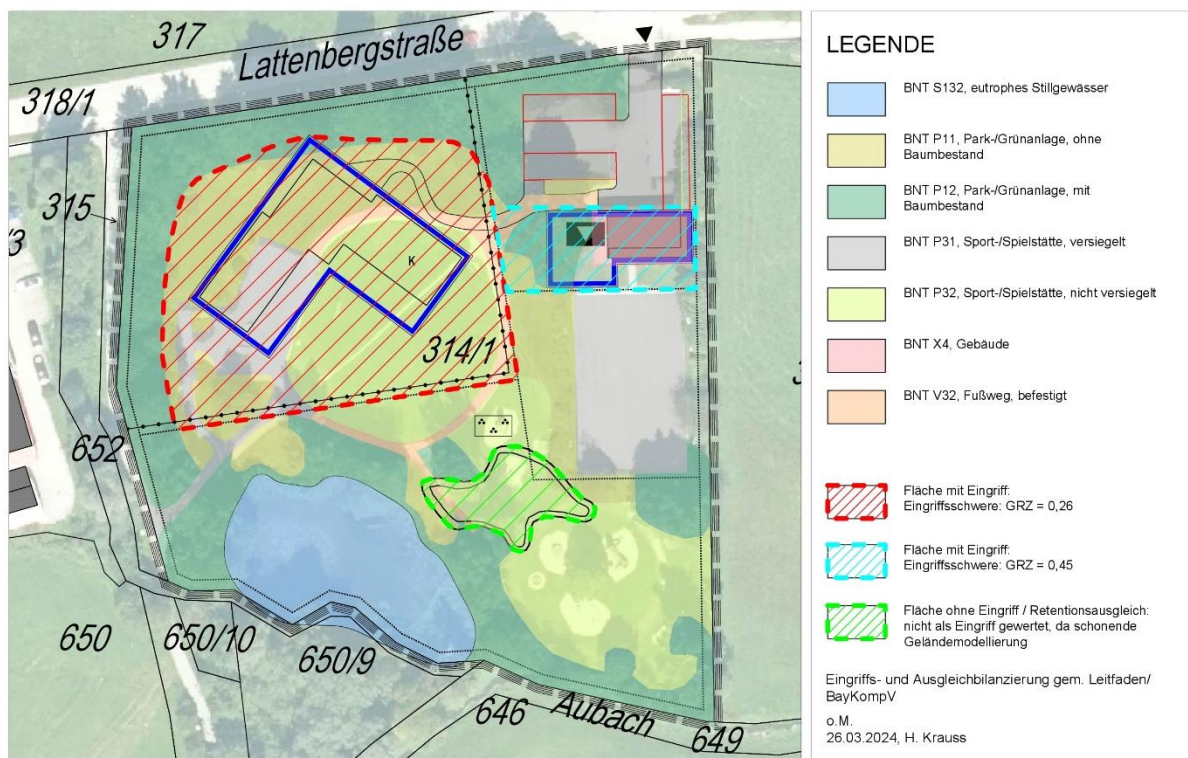 317
Lattenbergstraße
318/1
315
/3
K
314/1
652
650
650/10
650/9
Aubach
646
649
LEGENDE
BNT S132, eutrophes Stillgewässer
BNT P11, Park-/Grünanlage, ohne
Baumbestand
BNT P12, Park-/Grünanlage, mit
Baumbestand
BNT P31, Sport-/Spielstätte, versiegelt
BNT P32, Sport-/Spielstätte, nicht versiegelt
BNT X4, Gebäude
BNT V32, Fußweg, befestigt
Fläche mit Eingriff:
Eingriffsschwere: GRZ = 0,26
Fläche mit Eingriff:
Eingriffsschwere: GRZ = 0,45
Fläche ohne Eingriff / Retentionsausgleich:
nicht als Eingriff gewertet, da schonende
Geländemodellierung
Eingriffs- und Ausgleichbilanzierung gem. Leitfaden/
BayKompV
o.M.
26.03.2024, H. Krauss